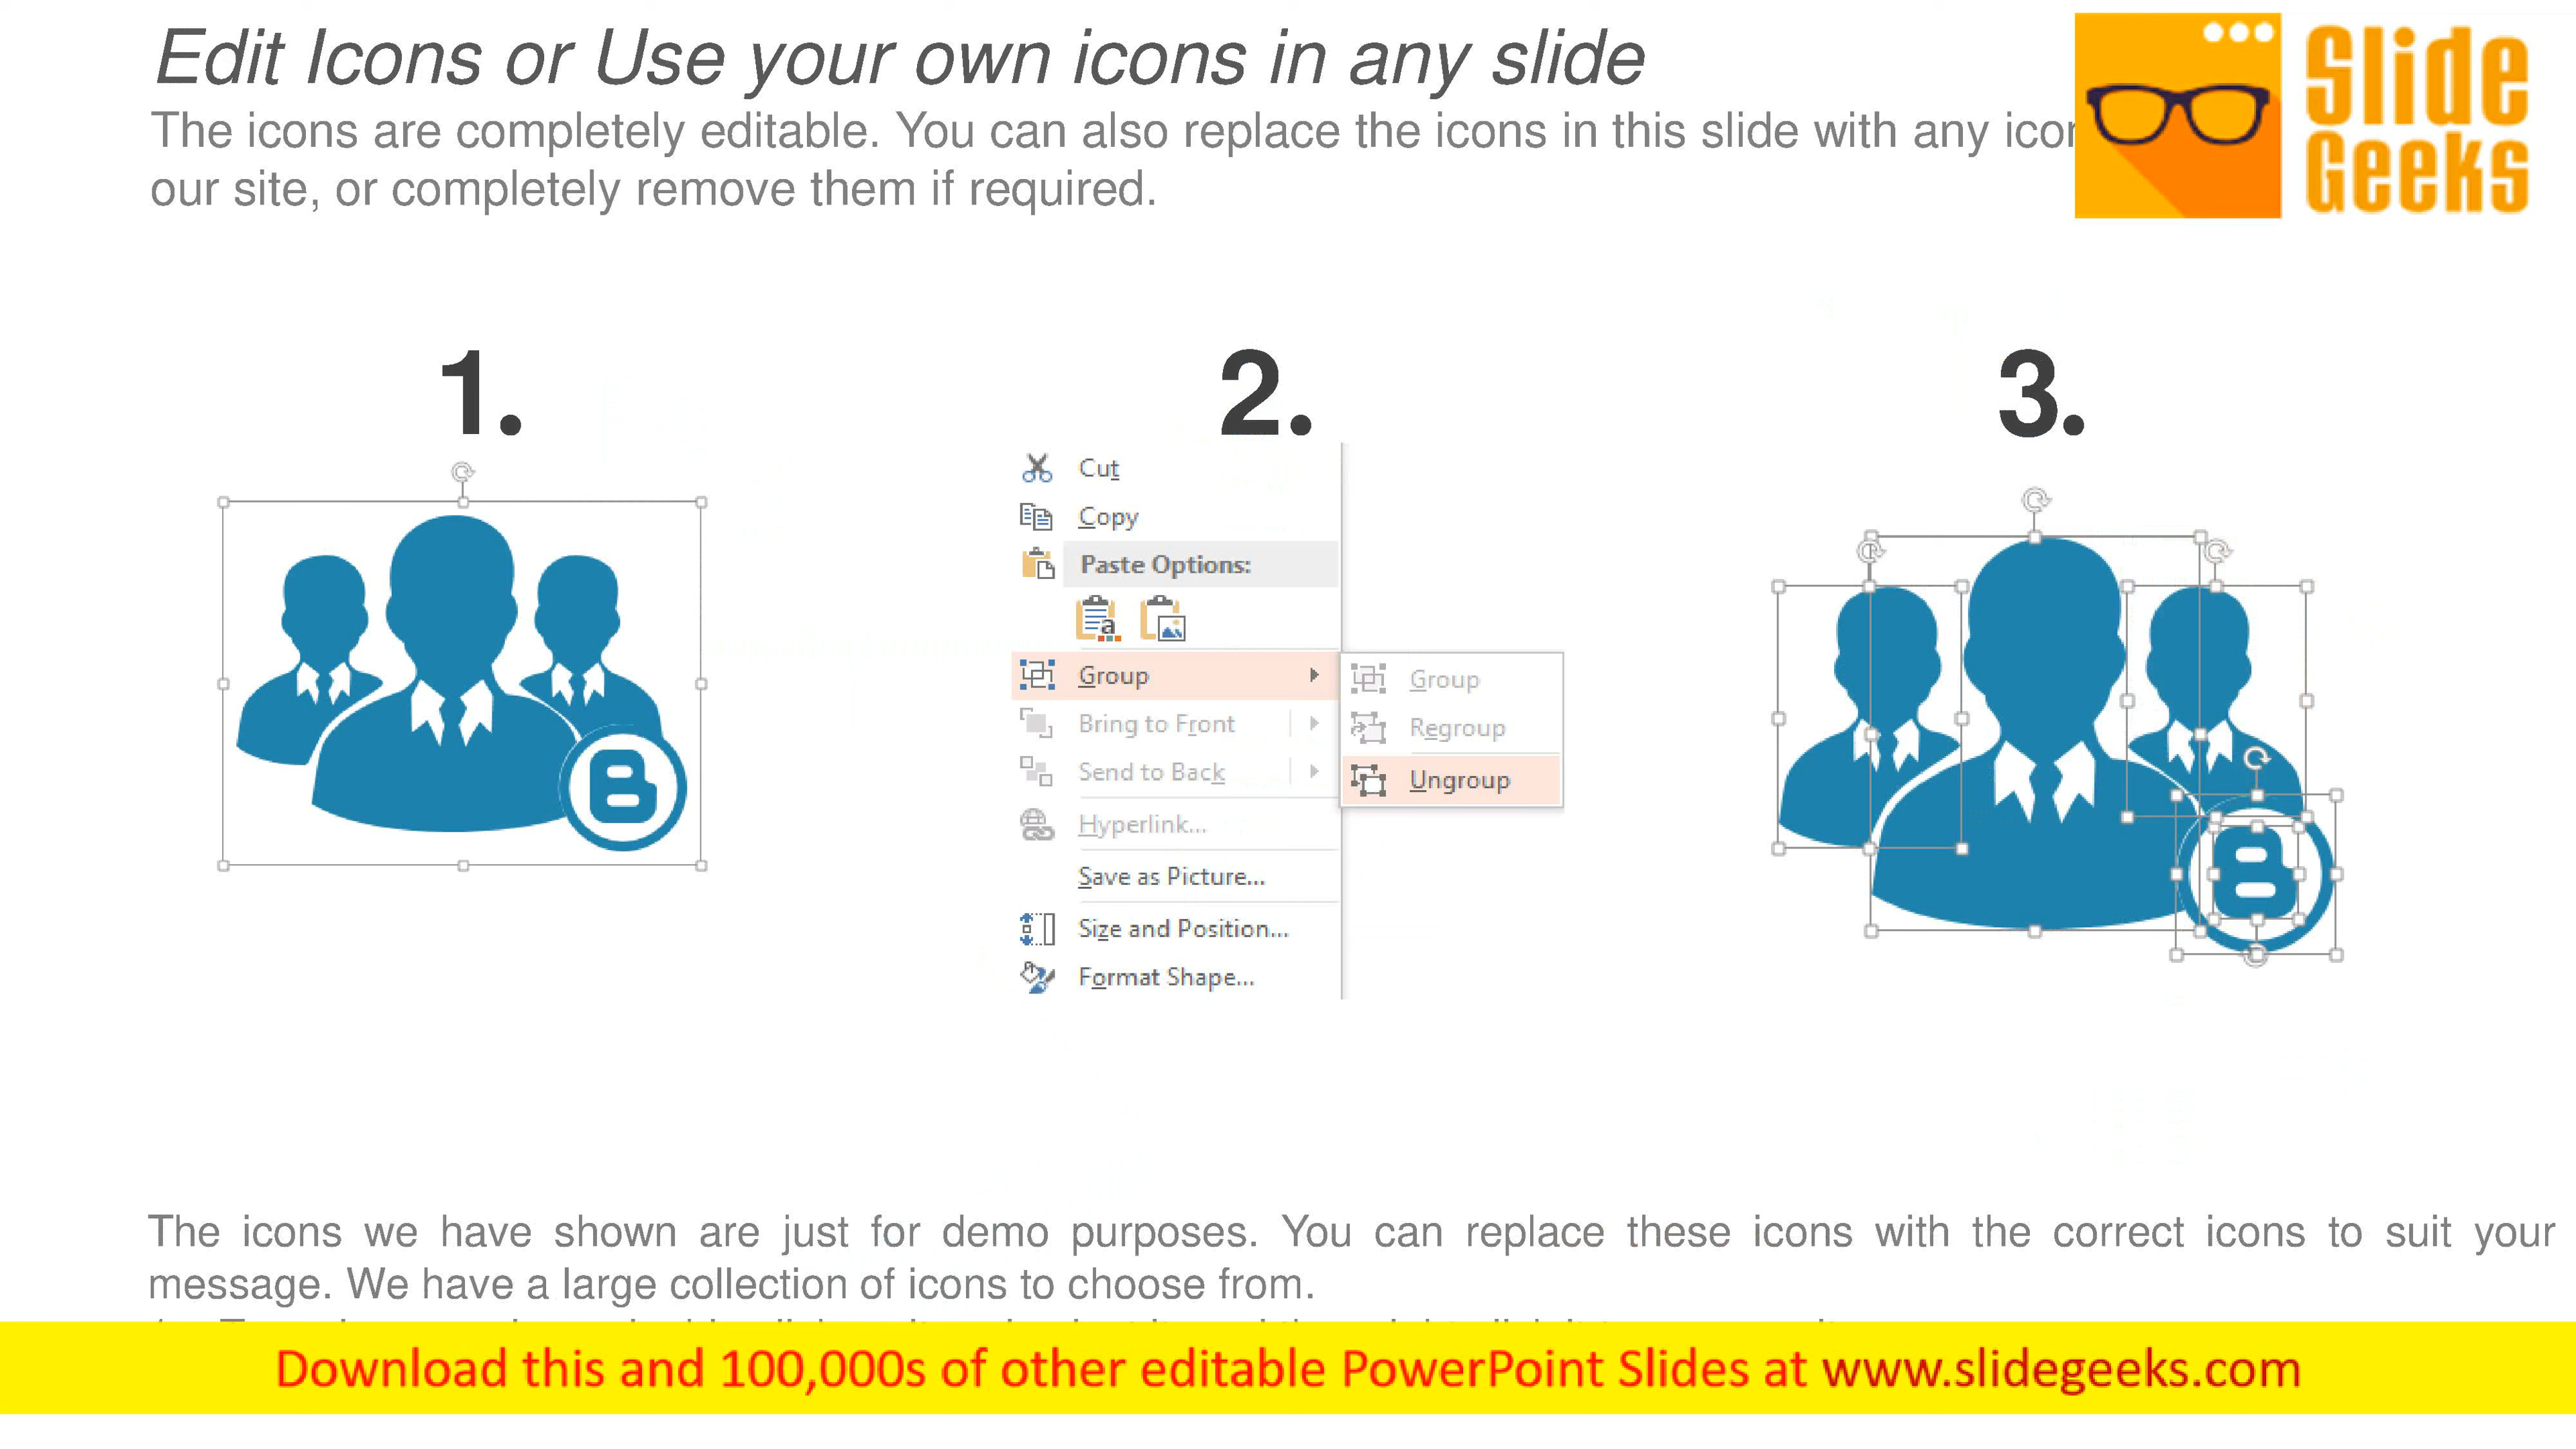 Edit Icons or Use your own icons in any slide
The icons are completely editable. You can also replace the icons in this slide with any
our site, or completely remove them if required.
Slide
Geeks
1.
2.
3.
Cut
Copy
Paste Options:
Group
Bring to Front
Send to Back
Hyperlink...
Save as Picture...
Size and Position...
Format Shape...
Group
Regroup
Ungroup
B
B
The icons we have shown are just for demo purposes. You can replace these icons with the correct icons to suit your
message. We have a large collection of icons to choose from.
Download this and 100,000s of other editable PowerPoint Slides at www.slidegeeks.com